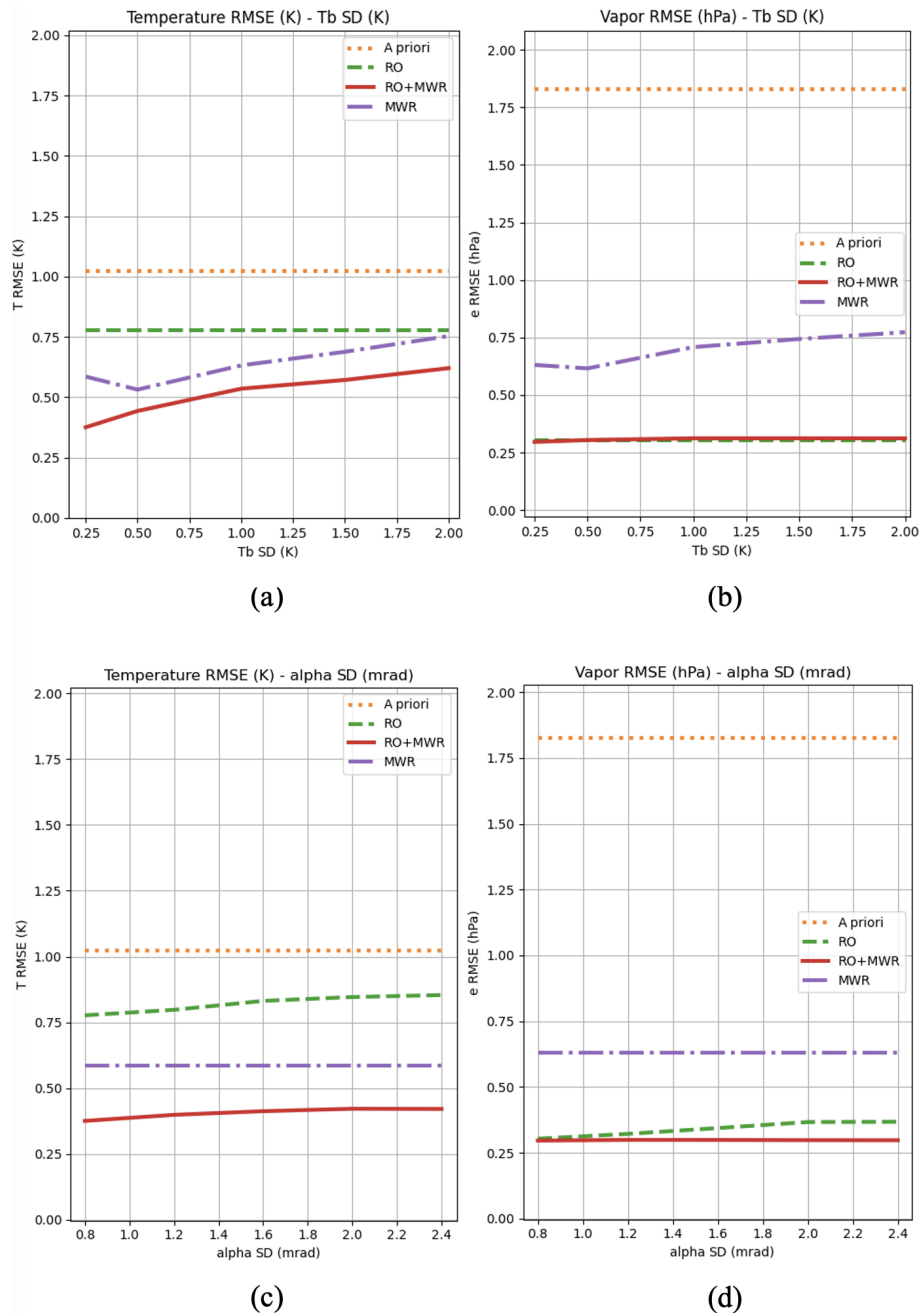 Temperature RMSE (K) - Tb SD (K)
2.00
1.75
1.50
1.25
1.00
0.75
0.50
0.25
0.00
T RMSE (K)
A priori
RO
RO+MWR
MWR
0.25 0.50 0.75 1.00 1.25 1.50 1.75 2.00
Tb SD (K)
(a)
Vapor RMSE (hPa) - Tb SD (K)
2.00
1.75
1.50
1.25
1.00
0.75
0.50
0.25
0.00
e RMSE (hPa)
A priori
RO
RO+MWR
MWR
0.25 0.50 0.75 1.00 1.25 1.50 1.75 2.00
Tb SD (K)
(b)
Temperature RMSE (K) - alpha SD (mrad)
2.00
1.75
1.50
1.25
1.00
0.75
0.50
0.25
0.00
T RMSE (K)
A priori
RO
RO+MWR
MWR
0.8 1.0 1.2 1.4 1.6 1.8 2.0 2.2 2.4
alpha SD (mrad)
(c)
Vapor RMSE (hPa) - alpha SD (mrad)
2.00
1.75
1.50
1.25
1.00
0.75
0.50
0.25
0.00
e RMSE (hPa)
A priori
RO
RO+MWR
MWR
0.8 1.0 1.2 1.4 1.6 1.8 2.0 2.2 2.4
alpha SD (mrad)
(d)